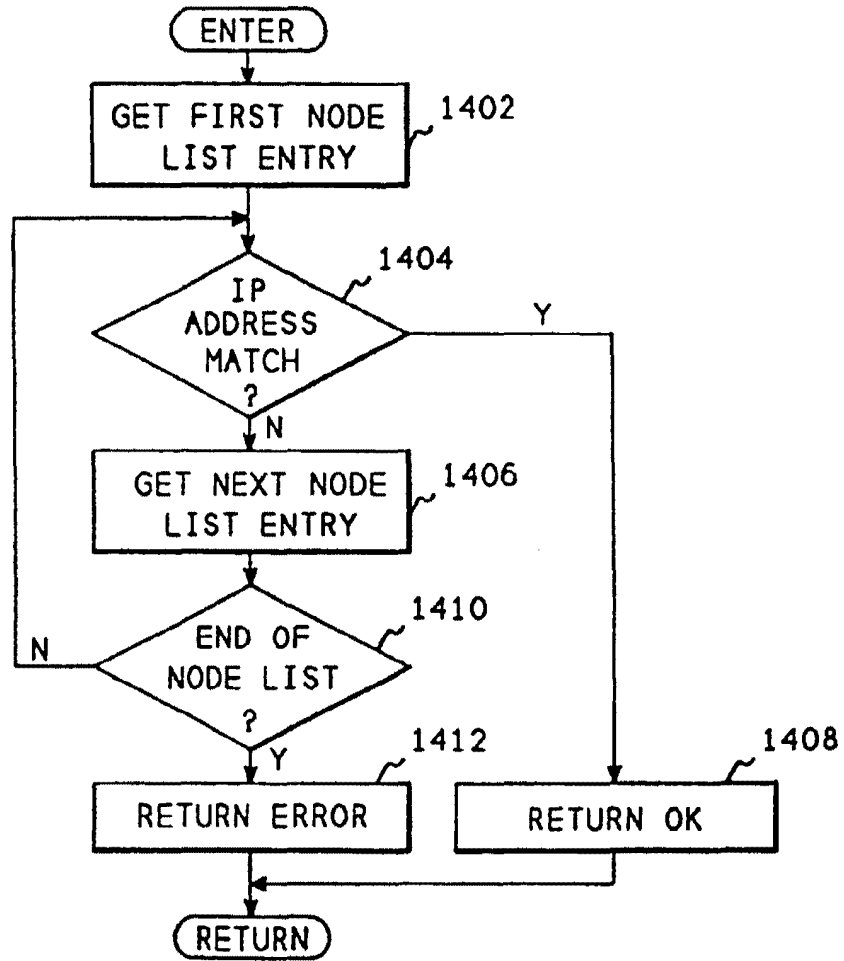 ENTER
GET FIRST NODE
LIST ENTRY
1402
1404
IP
ADDRESS
MATCH
?
Y
N
GET NEXT NODE
LIST ENTRY
1406
1410
END OF
NODE LIST
?
N
Y
1412
RETURN ERROR
1408
RETURN OK
RETURN